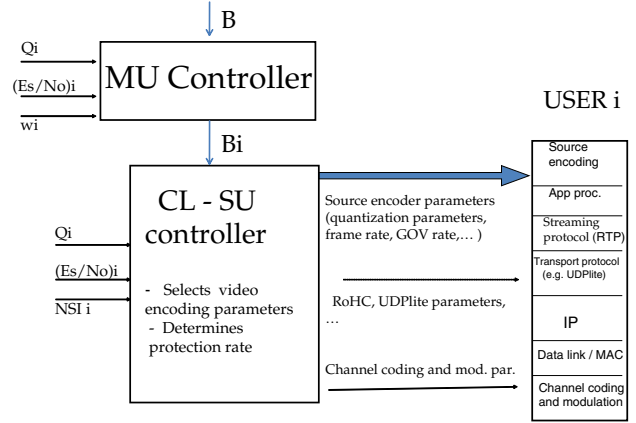 B
Qi
(Es/No)i
wi
MU Controller
Bi
USER i
CL - SU
controller
- Selects video
encoding parameters
- Determines
protection rate
Qi
(Es/No)i
NSI i
Source encoder parameters
(quantization parameters,
frame rate, GOV rate,... )
RoHC, UDPlite parameters,
...
Channel coding and mod. par.
Source
encoding
App proc.
Streaming
protocol (RTP)
Transport protocol
(e.g. UDPlite)
IP
Data link / MAC
Channel coding
and modulation